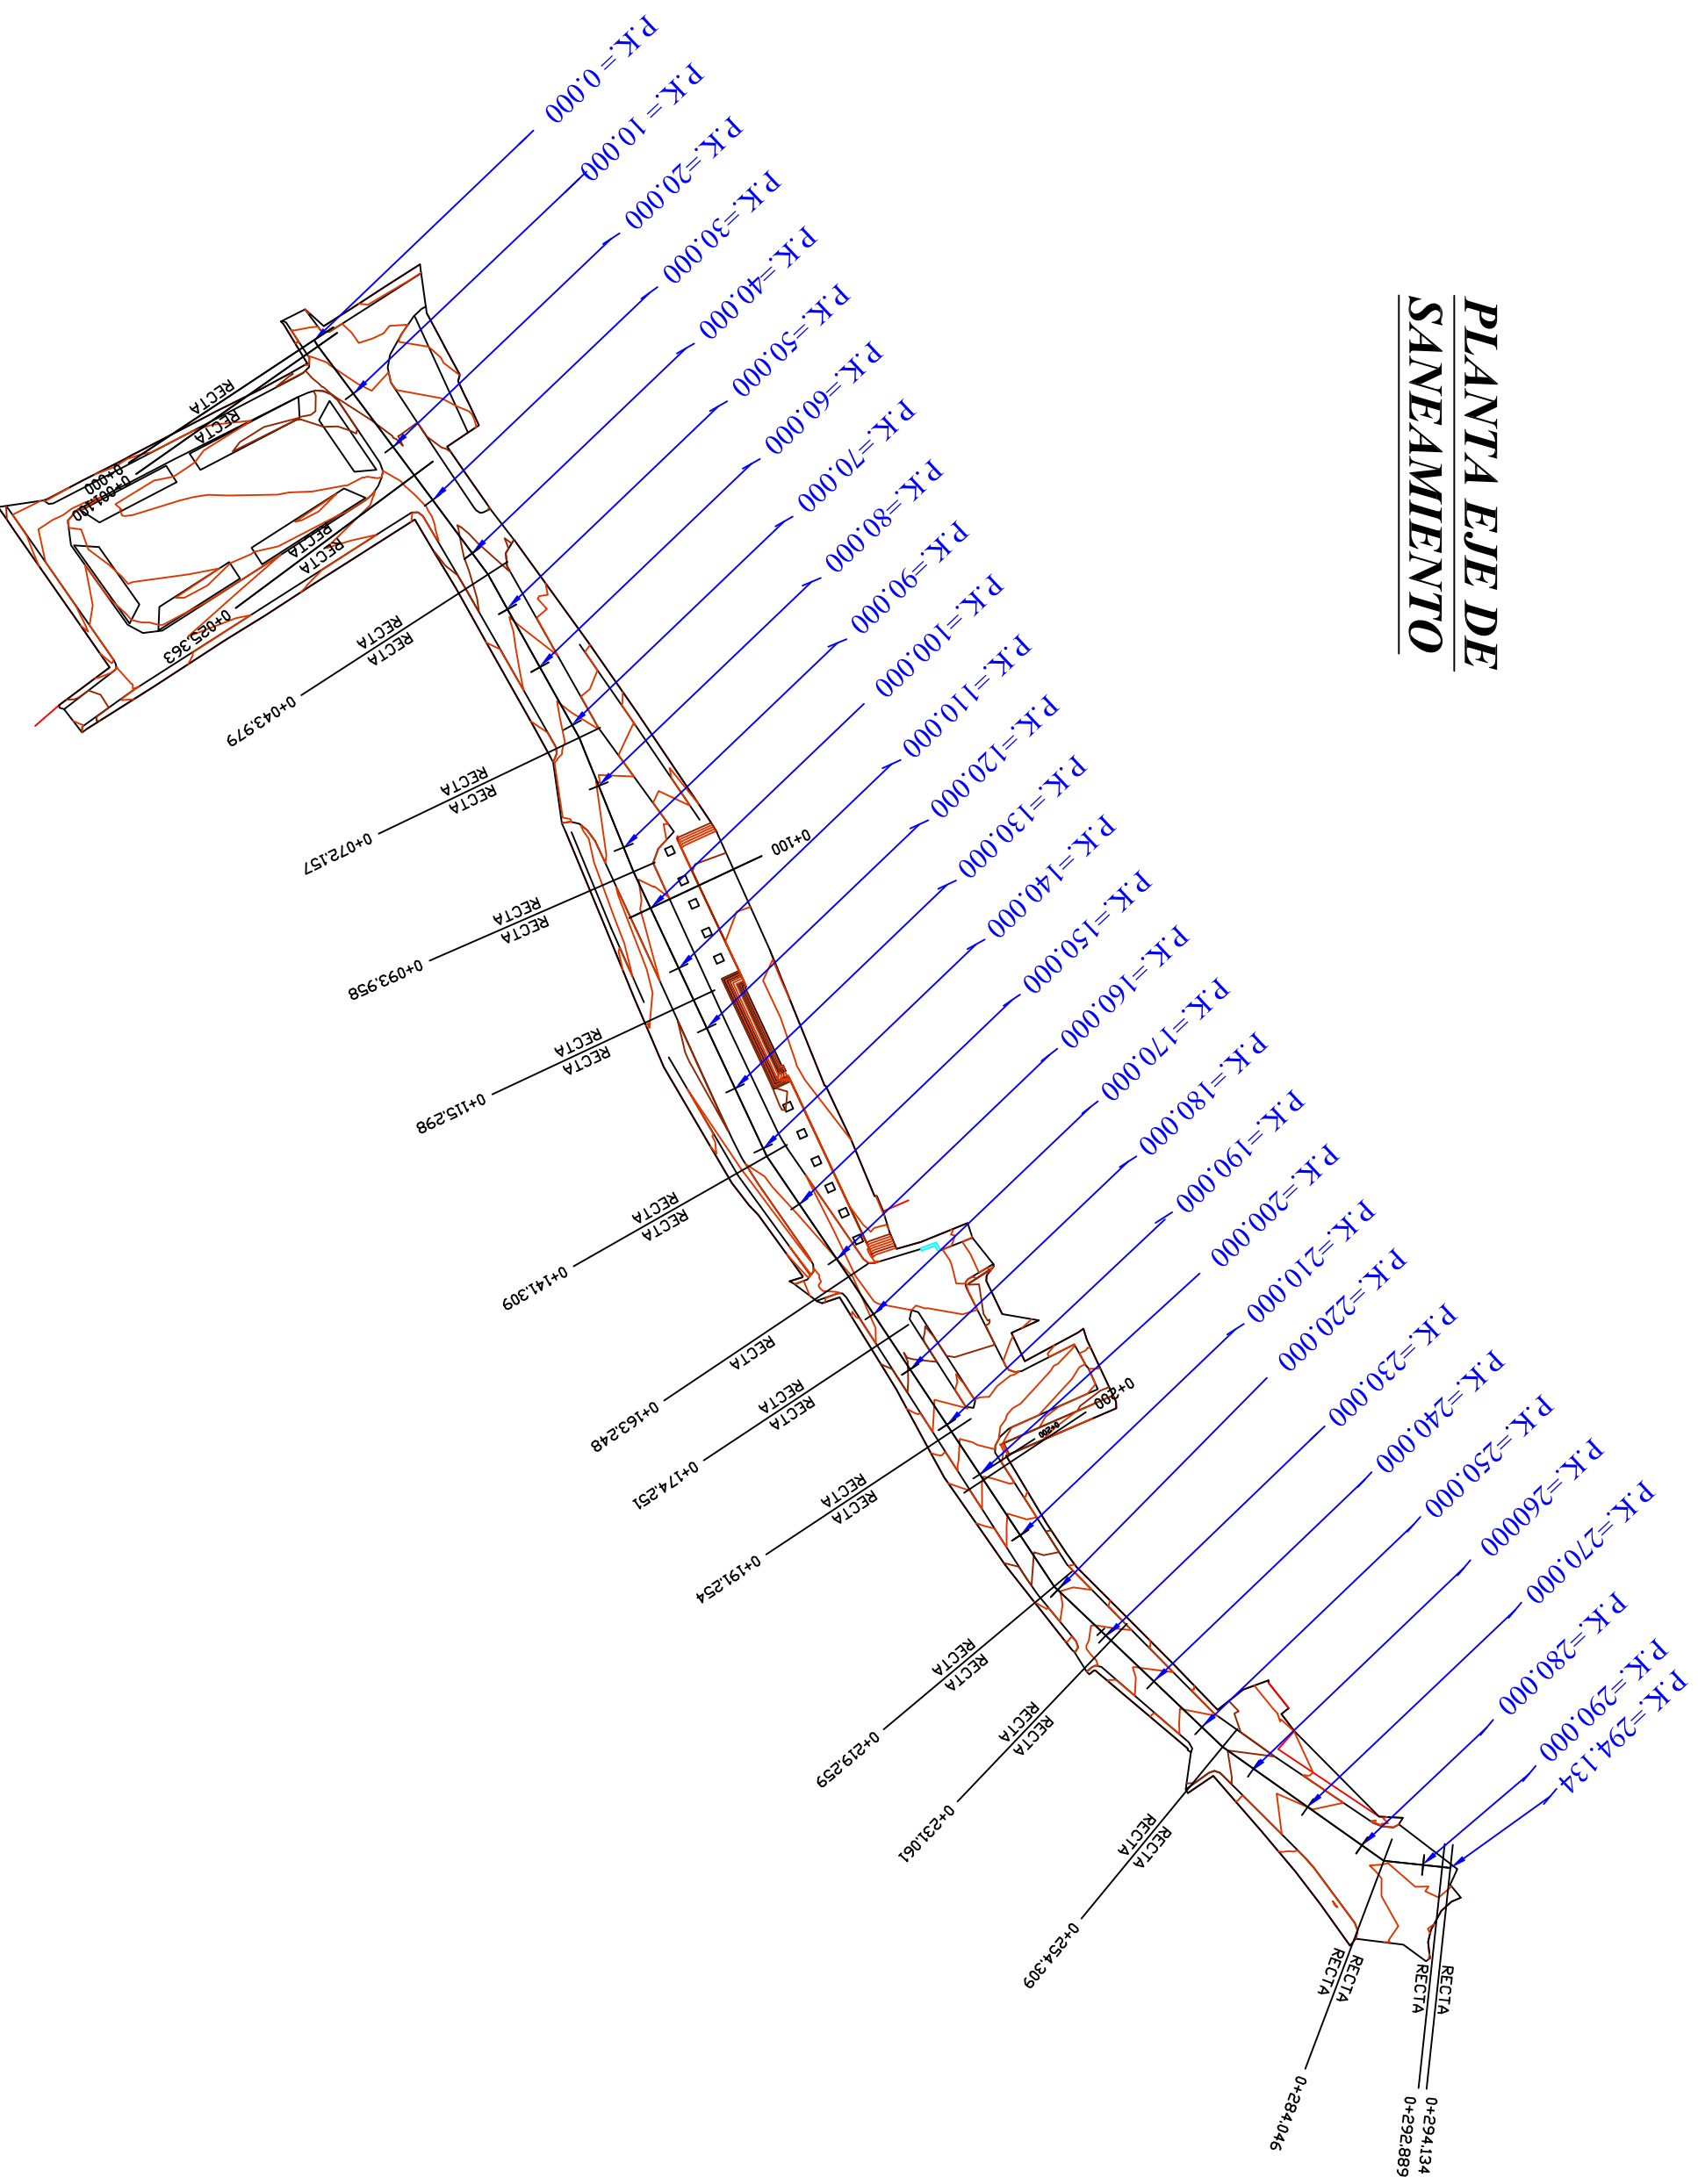 PLANTA EJE DE
SANEAMIENTO
P.K.= 0.000
P.K.= 10.000
P.K.=20.000
P.K.=30.000
P.K.=40.000
P.K.=50.000
P.K.=60.000
P.K.=70.000
P.K.=80.000
P.K.=90.000
P.K.=100.000
P.K.=110.000
P.K.=120.000
P.K.=130.000
P.K.=140.000
P.K.=150.000
P.K.=160.000
P.K.=170.000
P.K.=180.000
P.K.=190.000
P.K.=200.000
P.K.=210.000
P.K.=220.000
P.K.=230.000
P.K.=240.000
P.K.=250.000
P.K.=260000
P.K.=270.000
P.K.=280.000
P.K.=290.000
P.K.=294.134
RECTA
RECTA
0+000
0+001.100
RECTA
RECTA
0+025.363
RECTA
RECTA
0+043.979
RECTA
RECTA
0+072.157
RECTA
RECTA
0+093.958
0+100
RECTA
RECTA
0+115.298
RECTA
RECTA
0+141.309
RECTA
0+163.248
RECTA
RECTA
0+174.251
RECTA
RECTA
0+191.254
0+200
0+200
RECTA
RECTA
0+219.259
RECTA
RECTA
0+231.061
RECTA
RECTA
0+254.309
RECTA
RECTA
0+284.046
RECTA
RECTA
0+294.134
0+292.889